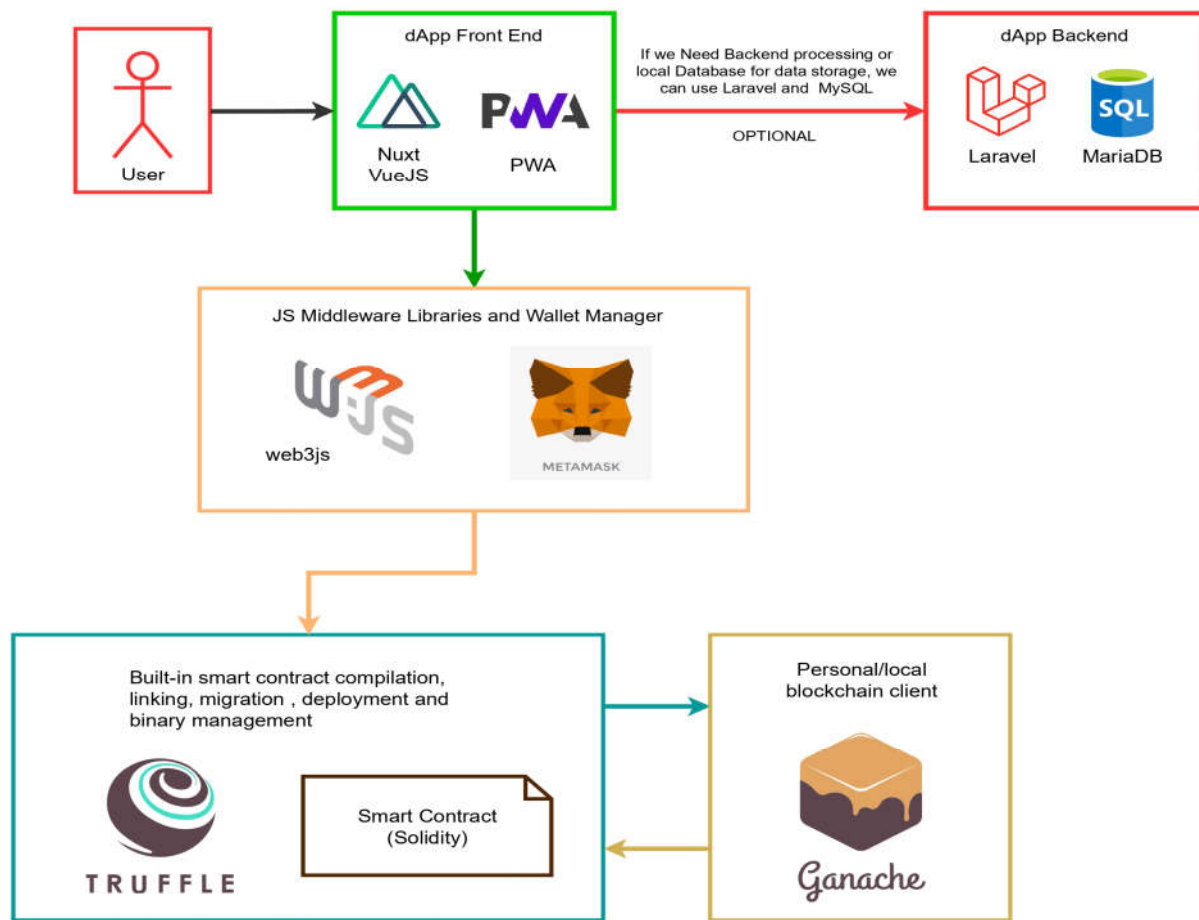 User
dApp Front End
Nuxt
VueJS
PWA
PWA
If we Need Backend processing or
local Database for data storage, we
can use Laravel and MySQL
OPTIONAL
dApp Backend
Laravel
SQL
MariaDB
JS Middleware Libraries and Wallet Manager
w3:JS
web3js
METAMASK
Built-in smart contract compilation,
linking, migration , deployment and
binary management
TRUFFLE
Smart Contract
(Solidity)
Personal/local
blockchain client
Ganache